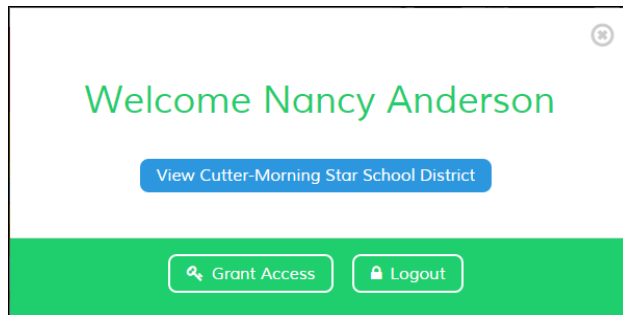 Welcome Nancy Anderson
View Cutter-Morning Star School District
Grant Access Logout